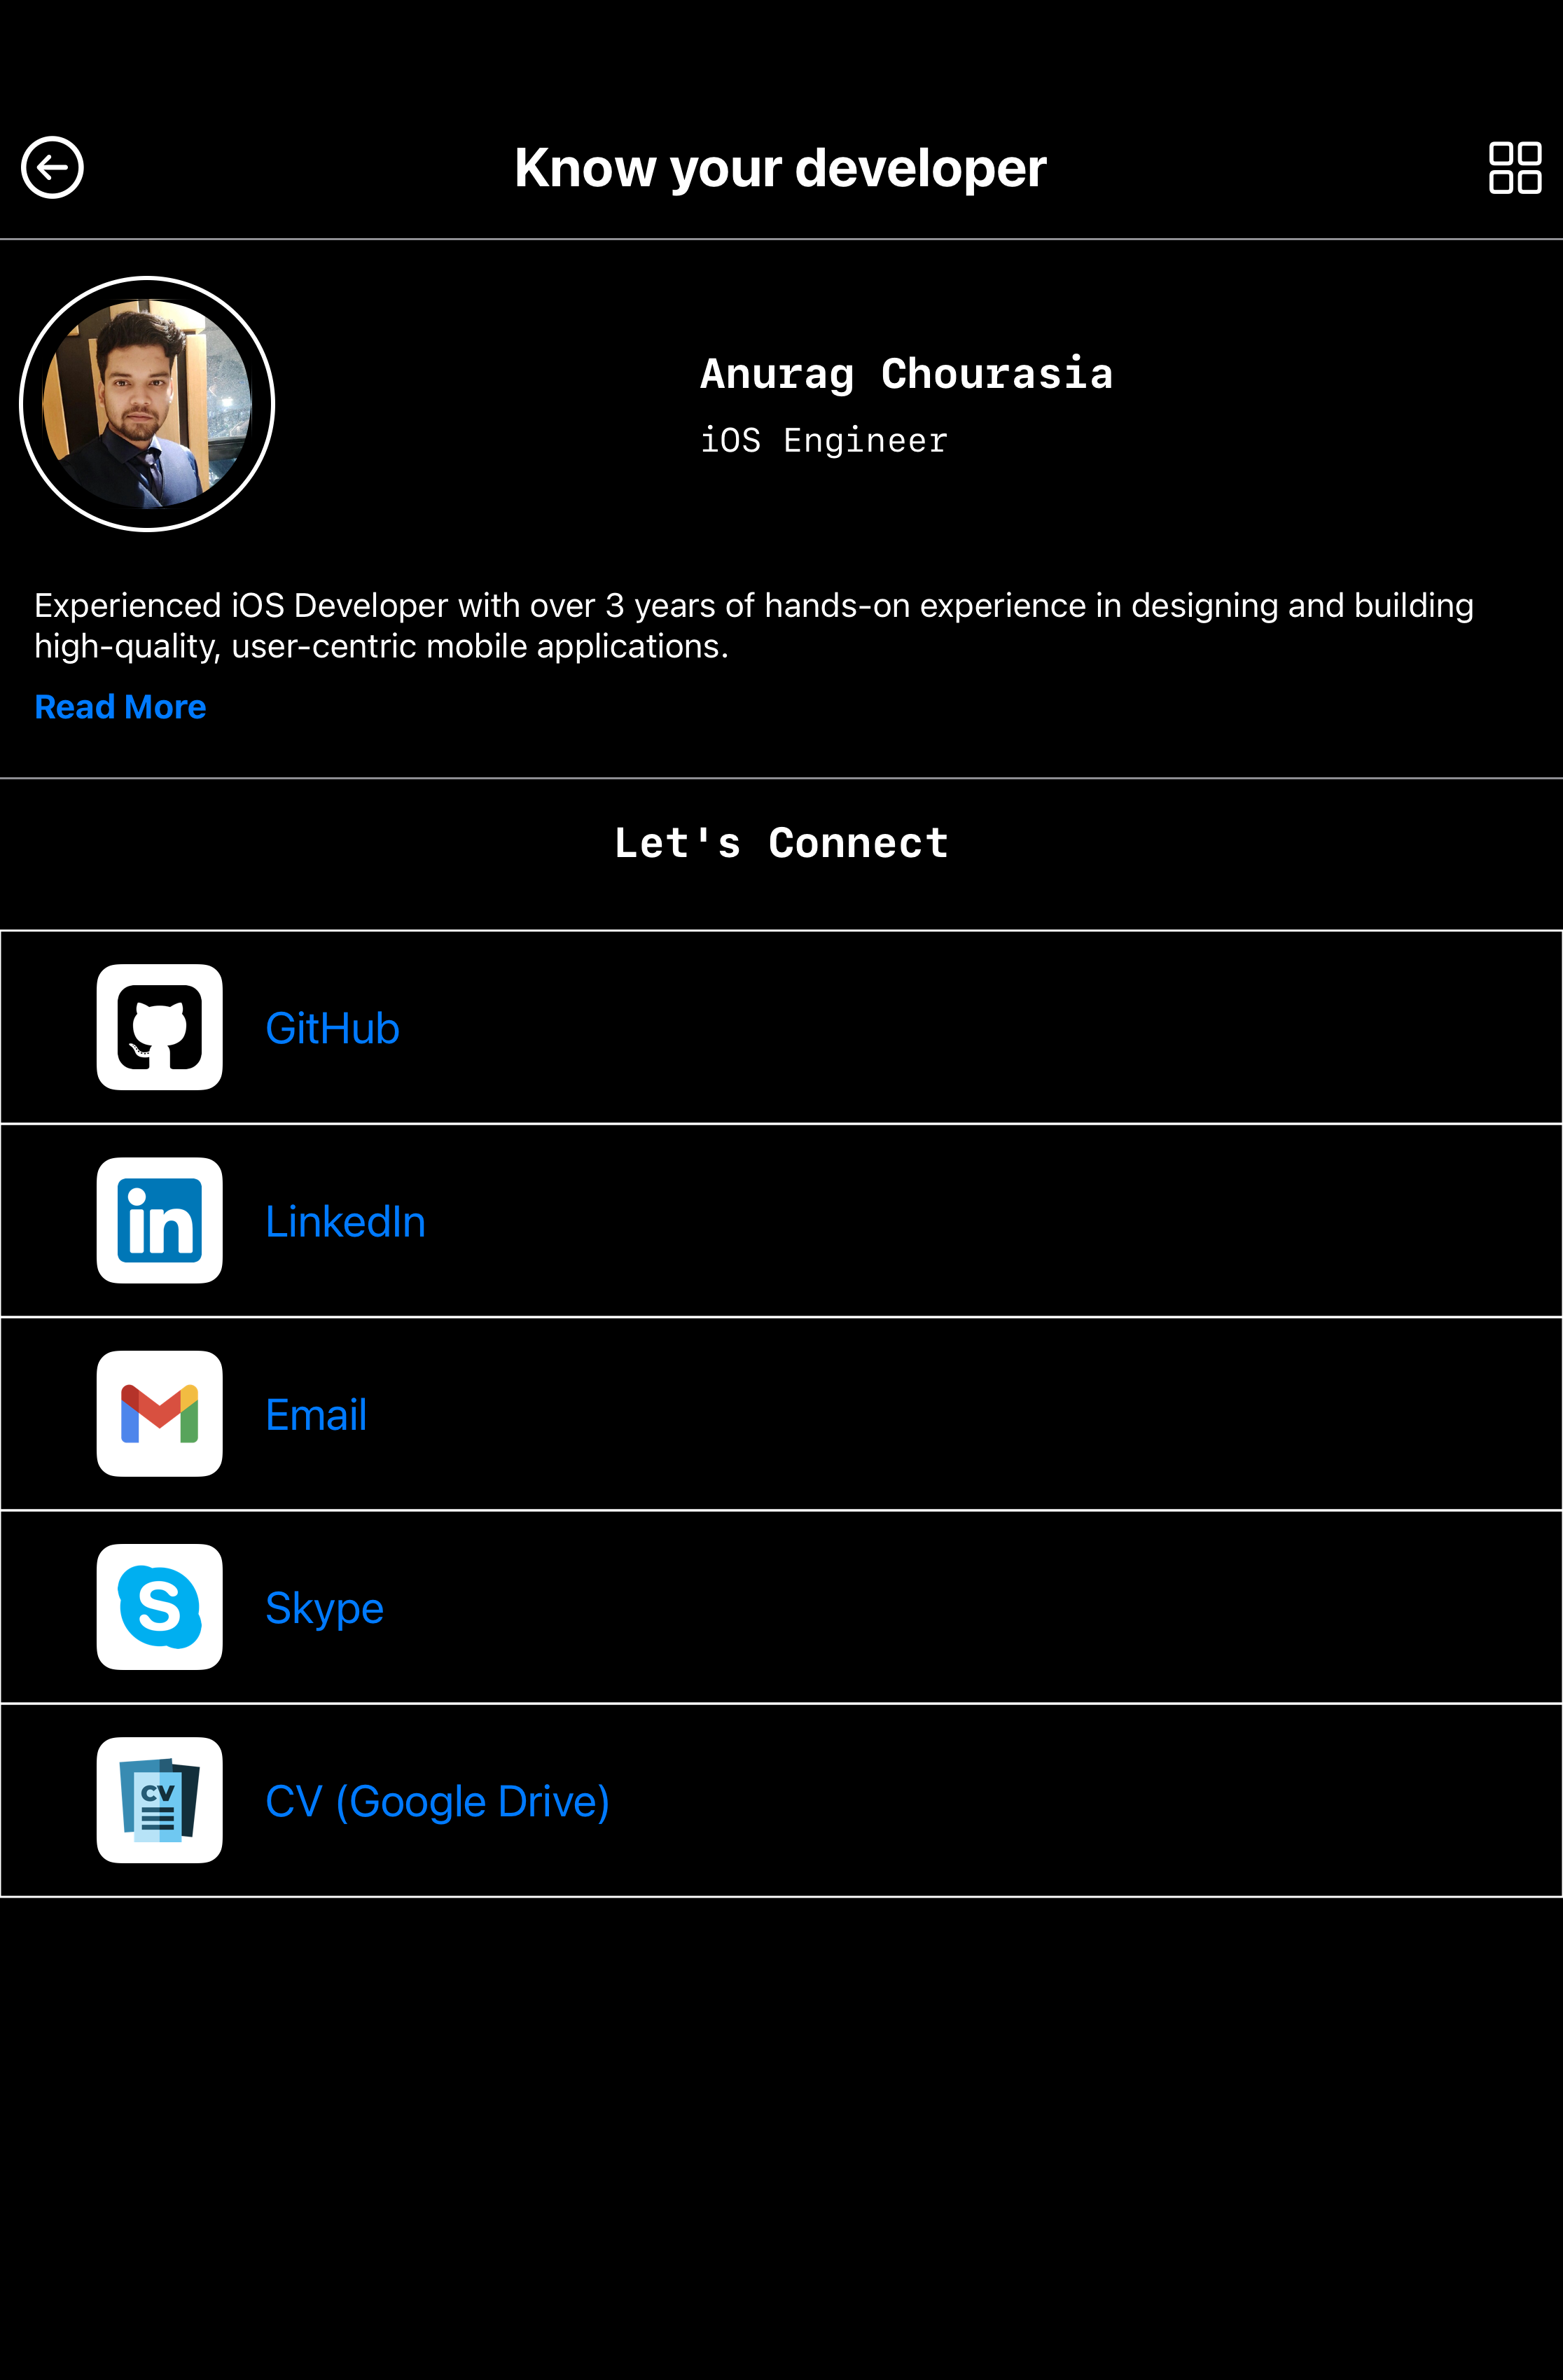 Know your developer
Anurag Chourasia
iOS Engineer
Experienced iOS Developer with over 3 years of hands-on experience in designing and building
high-quality, user-centric mobile applications.
Read More
Let's Connect
GitHub
in
LinkedIn
Email
S
Skype
CV
CV (Google Drive)